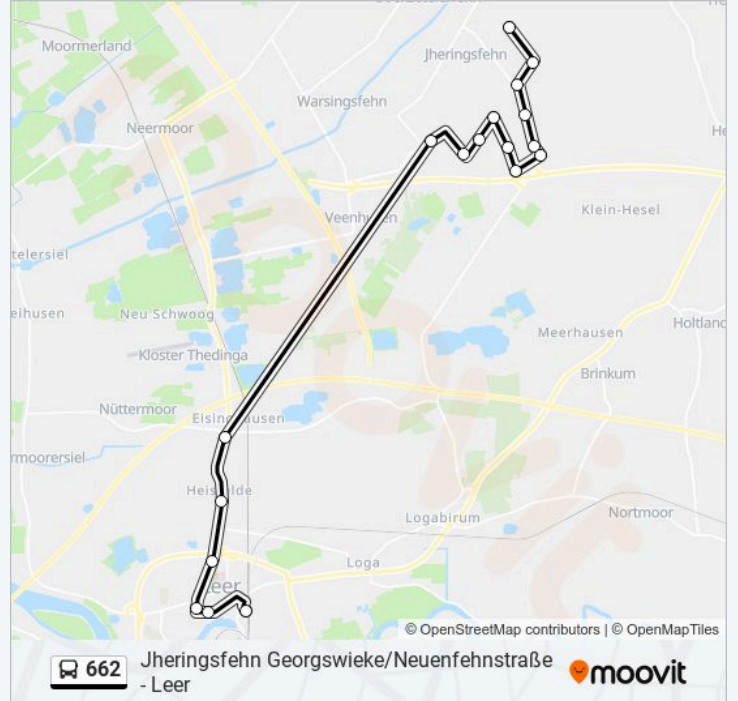 Moormerland
Jheringsfehn
Warsingsfehn
Neermoor
He
Klein-Hesel
Veenhusen
telersiel
eihusen
Neu Schwoog
Holtland
Meerhausen
Kloster Thedinga
Brinkum
Nüttermoor
Eisinghausen
rmoorersiel
Heisfelde
Logabirum
Nortmoor
Loga
Leer
© OpenStreetMap contributors | © OpenMapTiles
662
Jheringsfehn Georgswieke/Neuenfehnstraße
- Leer
moovit